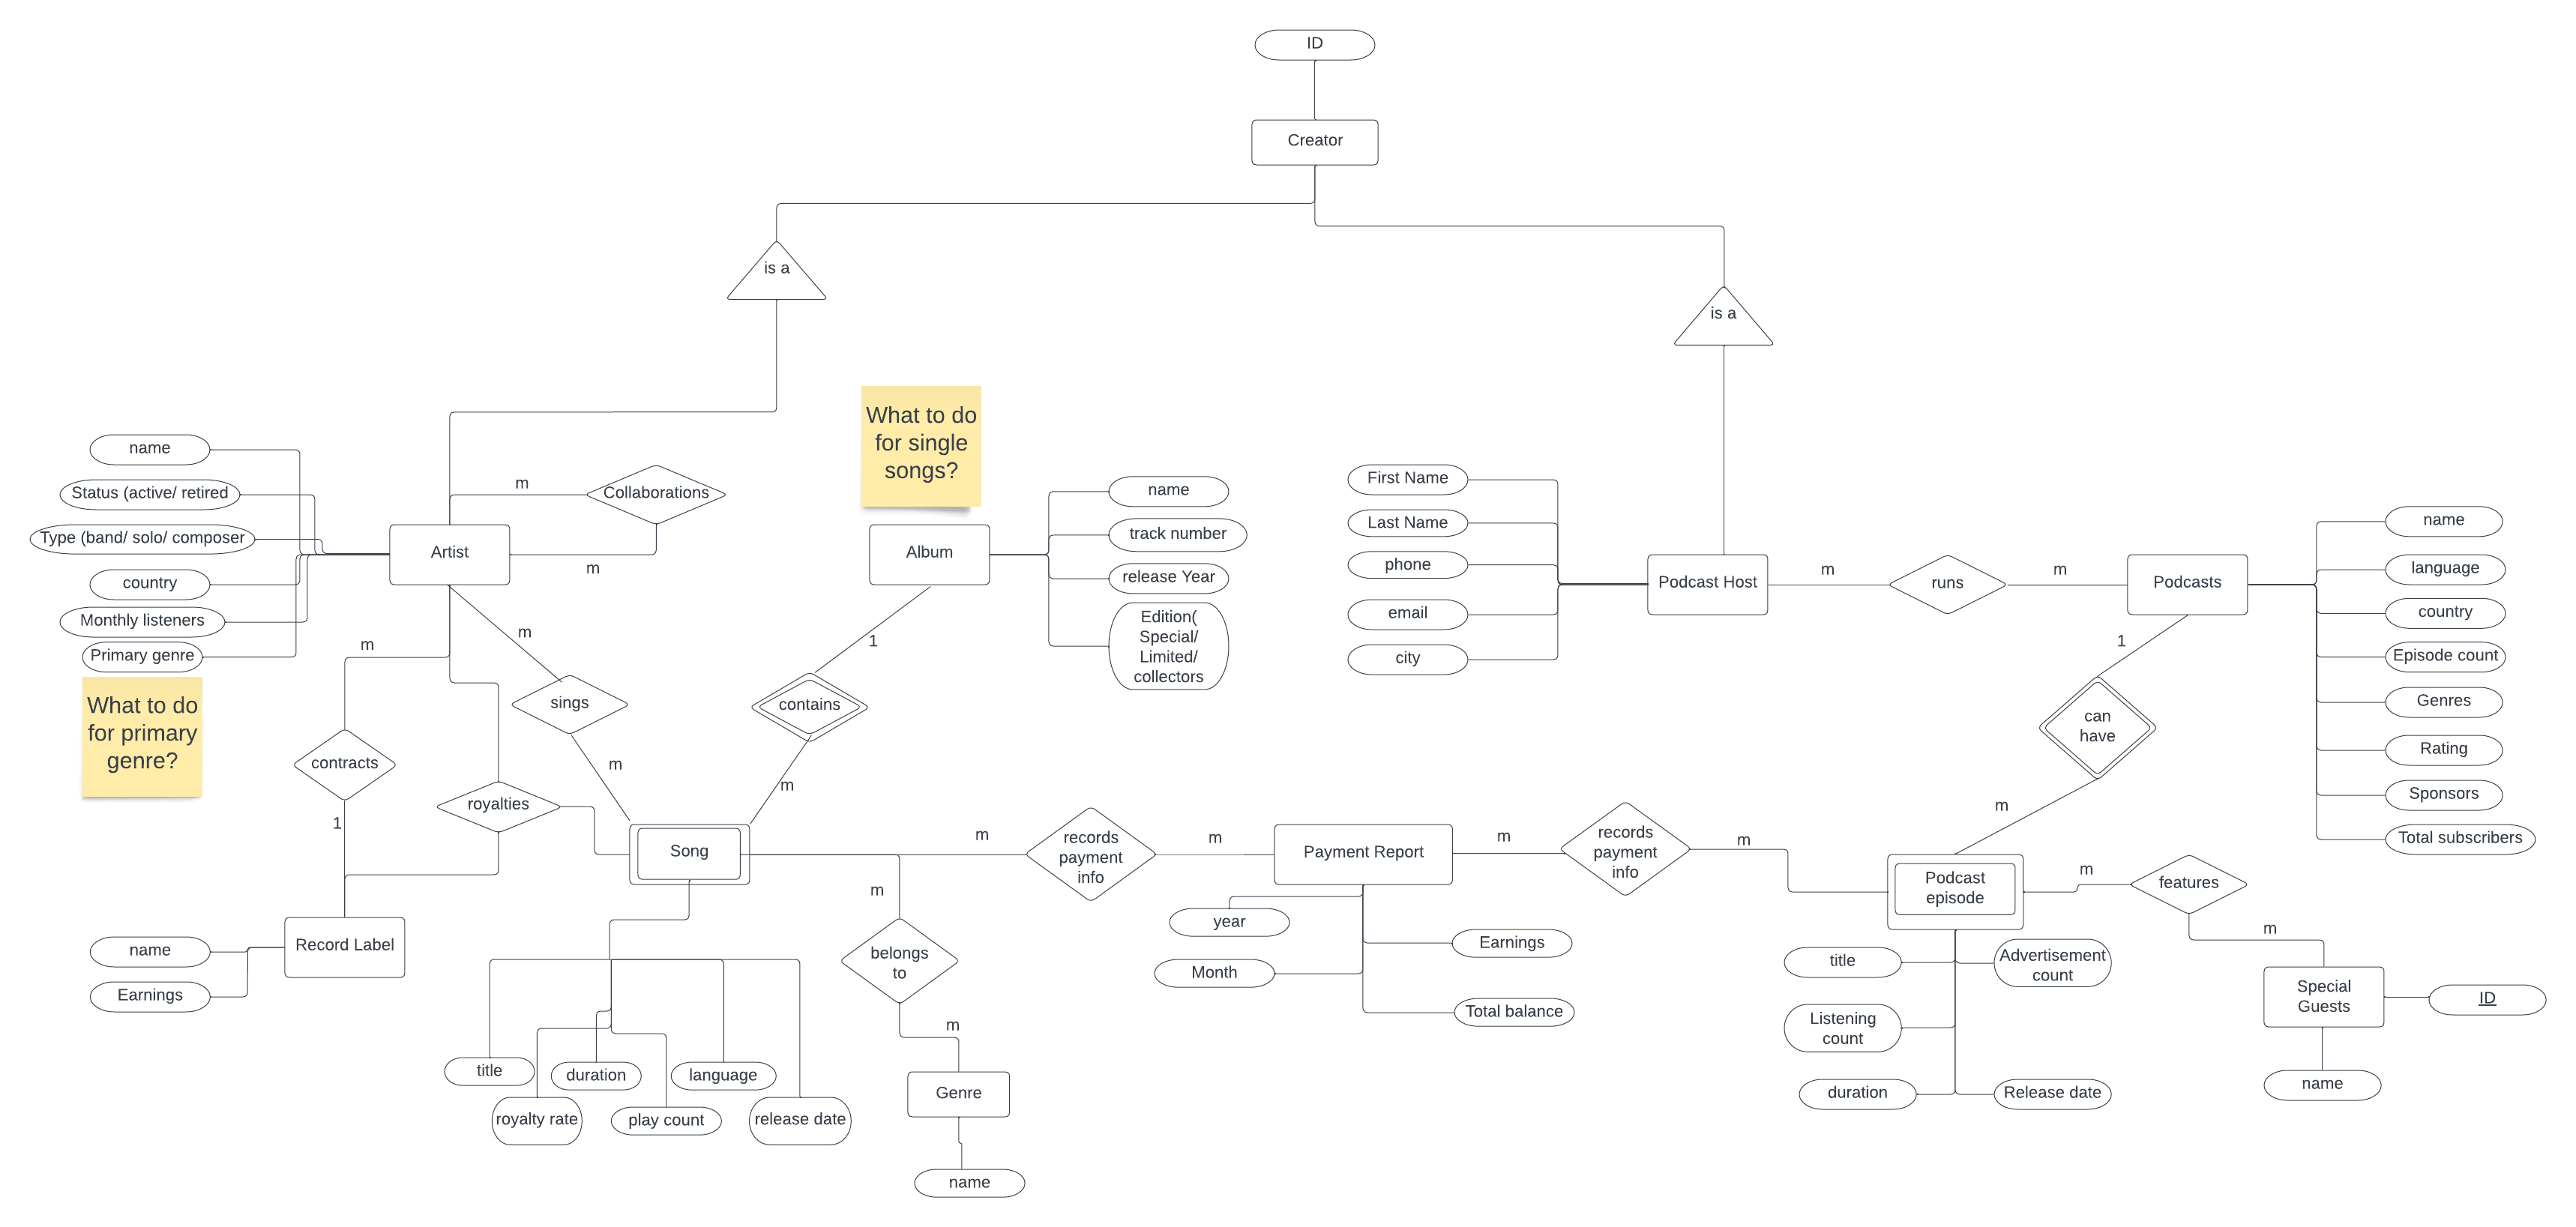 ID
Creator
is a
is a
What to do
for single
songs?
name
Status (active/ retired
Type (band/ solo/ composer
country
Monthly listeners
Primary genre
What to do
for primary
genre?
Artist
m
Collaborations
m
Album
name
track number
release Year
Edition(
Special/
Limited/
collectors
First Name
Last Name
phone
email
city
Podcast Host
m
runs
m
Podcasts
name
language
country
Episode count
Genres
Rating
Sponsors
Total subscribers
m
contracts
1
m
sings
m
royalties
1
contains
m
1
can
have
m
Song
m
records
payment
info
m
Payment Report
m
records
payment
info
m
Podcast
episode
m
features
m
Special
Guests
ID
name
Record Label
name
Earnings
m
belongs
to
m
Genre
name
title
duration
language
royalty rate
play count
release date
year
Month
Earnings
Total balance
title
Advertisement
count
Listening
count
duration
Release date